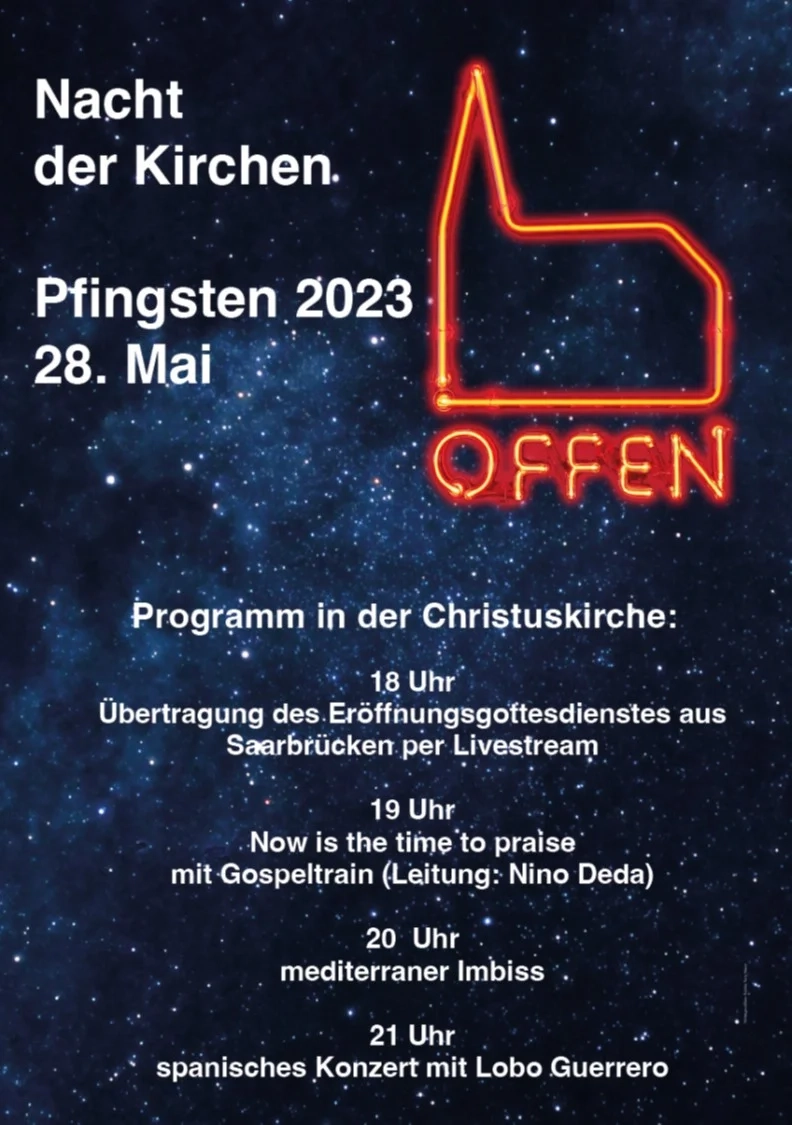 Nacht
der Kirchen
Pfingsten 2023
28. Mai
OFFEN
Programm in der Christuskirche:
18 Uhr
Übertragung des Eröffnungsgottesdienstes aus
Saarbrücken per Livestream
19 Uhr
Now is the time to praise
mit Gospeltrain (Leitung: Nino Deda)
20 Uhr
mediterraner Imbiss
21 Uhr
spanisches Konzert mit Lobo Guerrero